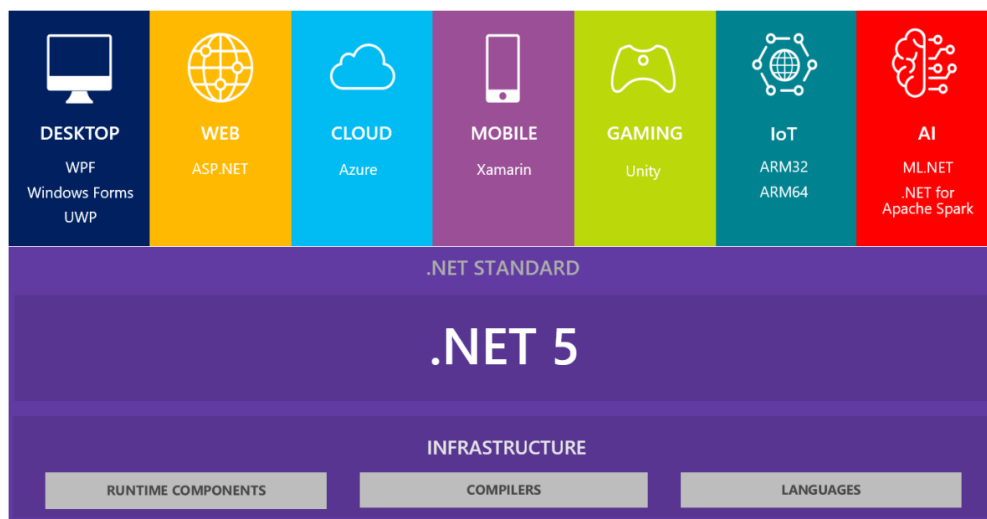 DESKTOP
WPF
Windows Forms
UWP
WEB
ASP.NET
CLOUD
Azure
MOBILE
Xamarin
GAMING
Unity
IoT
ARM32
ARM64
AI
ML.NET
.NET for
Apache Spark
.NET STANDARD
.NET 5
INFRASTRUCTURE
RUNTIME COMPONENTS
COMPILERS
LANGUAGES